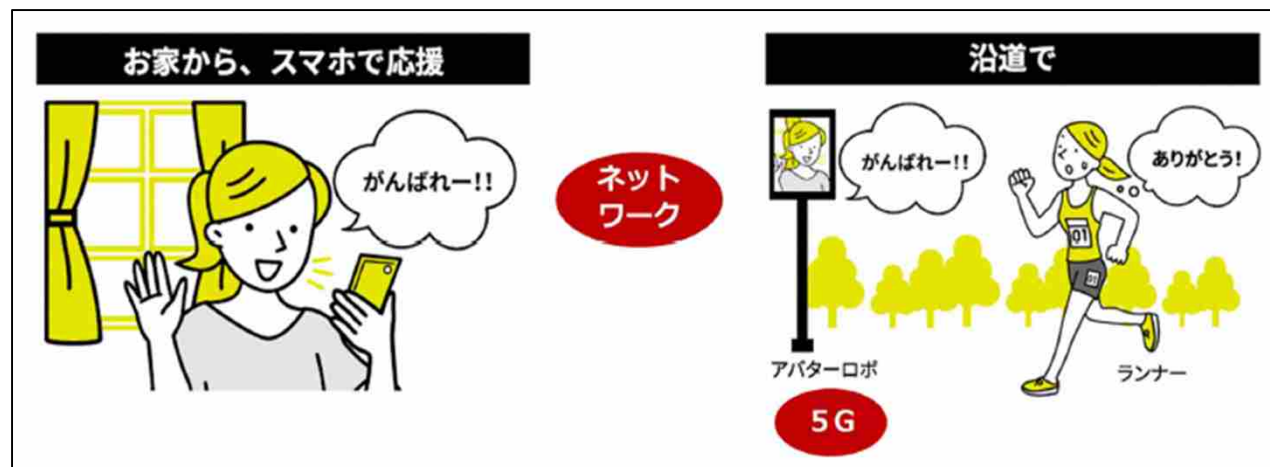 お家から、スマホで応援
がんばれー!!
ネット
ワーク
沿道で
がんばれー!!
ありがとう!
01
アバターロボ
ランナー
5G